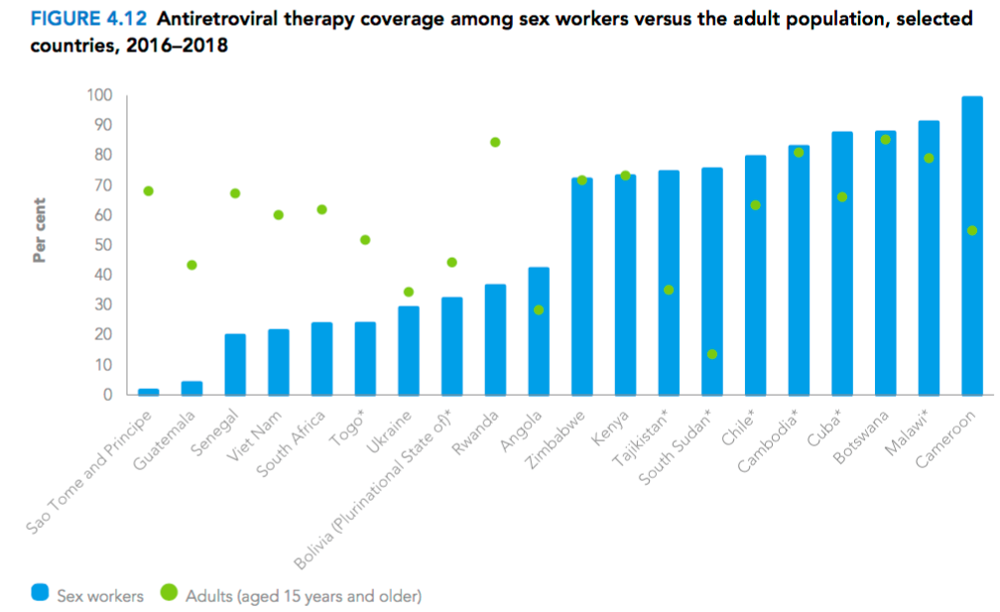 FIGURE 4.12 Antiretroviral therapy coverage among sex workers versus the adult population, selected
countries, 2016–2018
Per cent
100
90
80
70
60
50
40
30
20
10
0
Sao Tome and Principe
Guatemala
Senegal
Viet Nam
South Africa
Togo*
Ukraine
Bolivia (Plurinational State of)*
Rwanda
Angola
Zimbabwe
Kenya
Tajikistan*
South Sudan*
Chile*
Cambodia*
Cuba*
Botswana
Malawi*
Cameroon
Sex workers
Adults (aged 15 years and older)